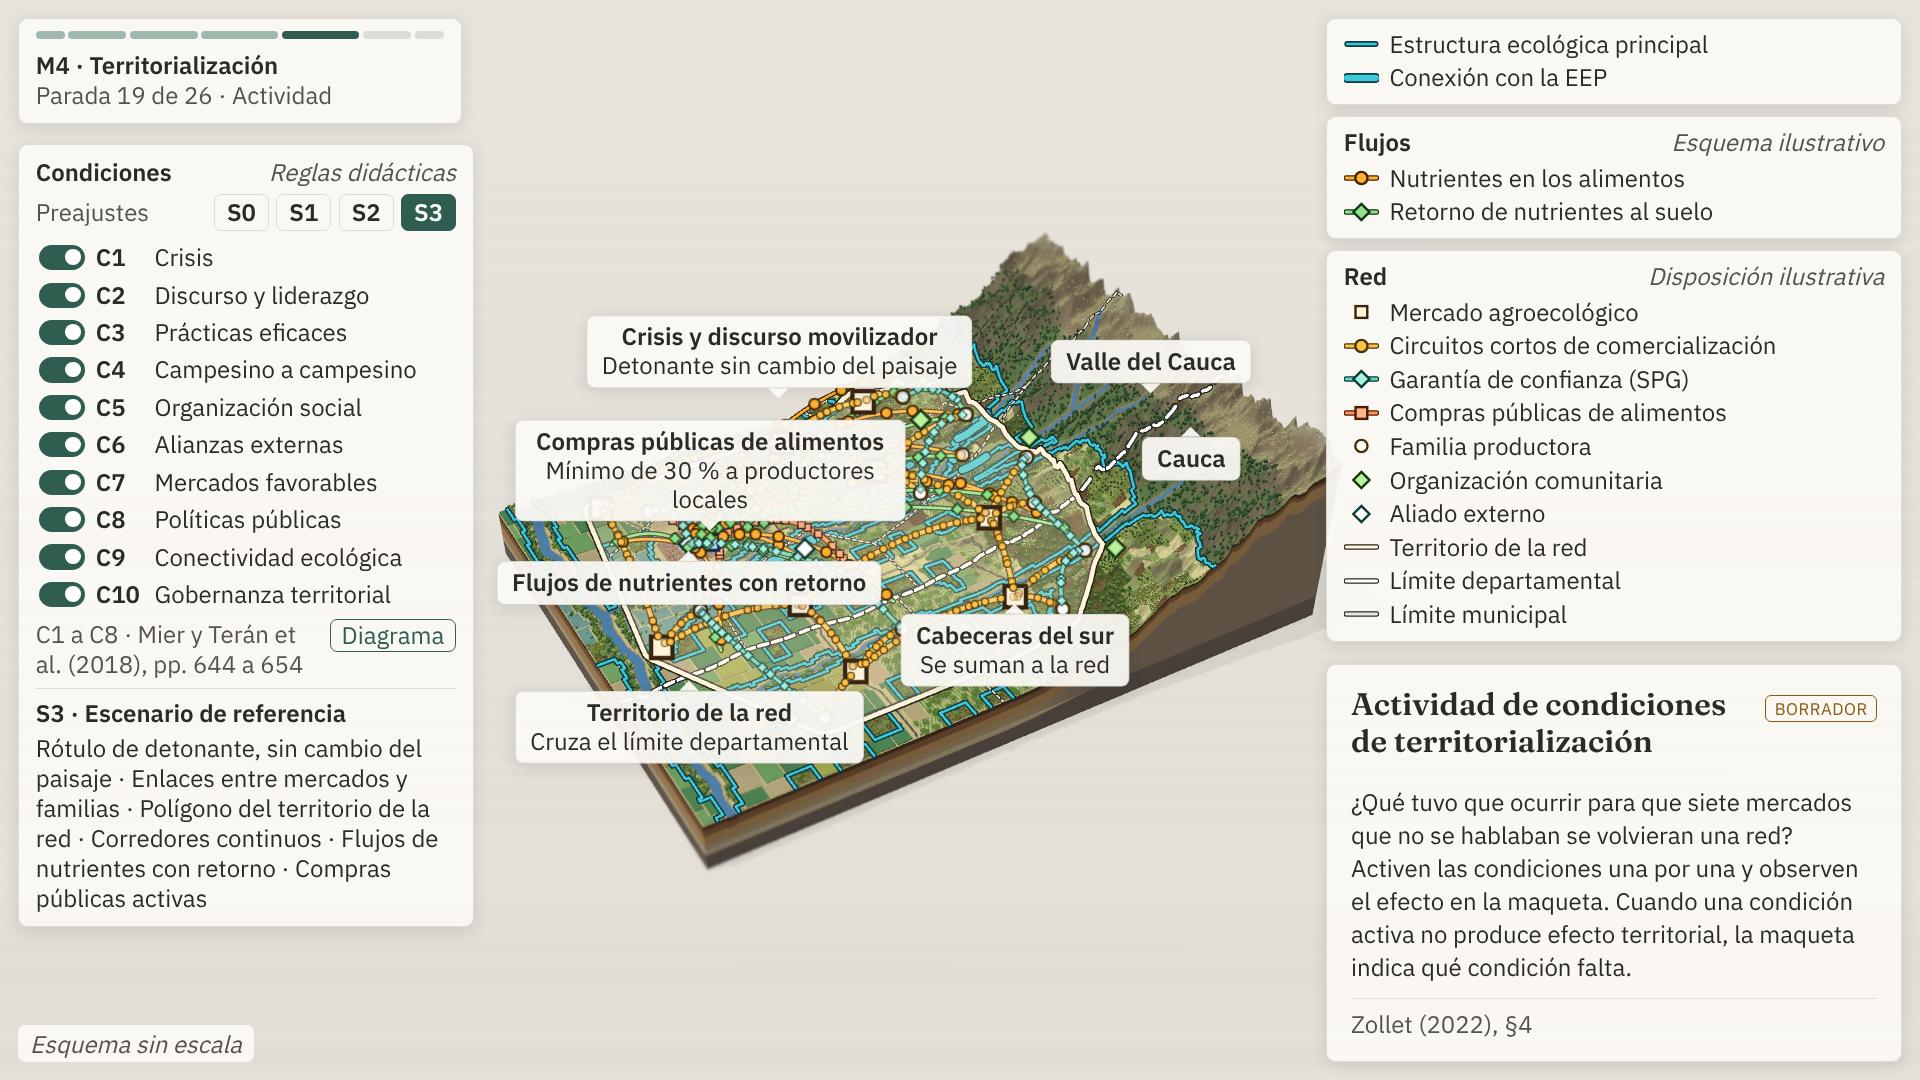 M4 · Territorialización
Parada 19 de 26 · Actividad
Condiciones
Reglas didácticas
Preajustes
S0
S1
S2
S3
C1 Crisis
C2 Discurso y liderazgo
C3 Prácticas eficaces
C4 Campesino a campesino
C5 Organización social
C6 Alianzas externas
C7 Mercados favorables
C8 Políticas públicas
C9 Conectividad ecológica
C10 Gobernanza territorial
C1 a C8 · Mier y Terán et
al. (2018), pp. 644 a 654
Diagrama
S3 · Escenario de referencia
Rótulo de detonante, sin cambio del
paisaje · Enlaces entre mercados y
familias · Polígono del territorio de la
red · Corredores continuos · Flujos de
nutrientes con retorno · Compras
públicas activas
Esquema sin escala
Crisis y discurso movilizador
Detonante sin cambio del paisaje
Valle del Cauca
Compras públicas de alimentos
Mínimo de 30 % a productores
locales
Cauca
Flujos de nutrientes con retorno
Cabeceras del sur
Se suman a la red
Territorio de la red
Cruza el límite departamental
Estructura ecológica principal
Conexión con la EEP
Flujos
Esquema ilustrativo
Nutrientes en los alimentos
Retorno de nutrientes al suelo
Red
Disposición ilustrativa
Mercado agroecológico
Circuitos cortos de comercialización
Garantía de confianza (SPG)
Compras públicas de alimentos
Familia productora
Organización comunitaria
Aliado externo
Territorio de la red
Límite departamental
Límite municipal
Actividad de condiciones
de territorialización
BORRADOR
¿Qué tuvo que ocurrir para que siete mercados
que no se hablaban se volvieran una red?
Activen las condiciones una por una y observen
el efecto en la maqueta. Cuando una condición
activa no produce efecto territorial, la maqueta
indica qué condición falta.
Zollet (2022), §4